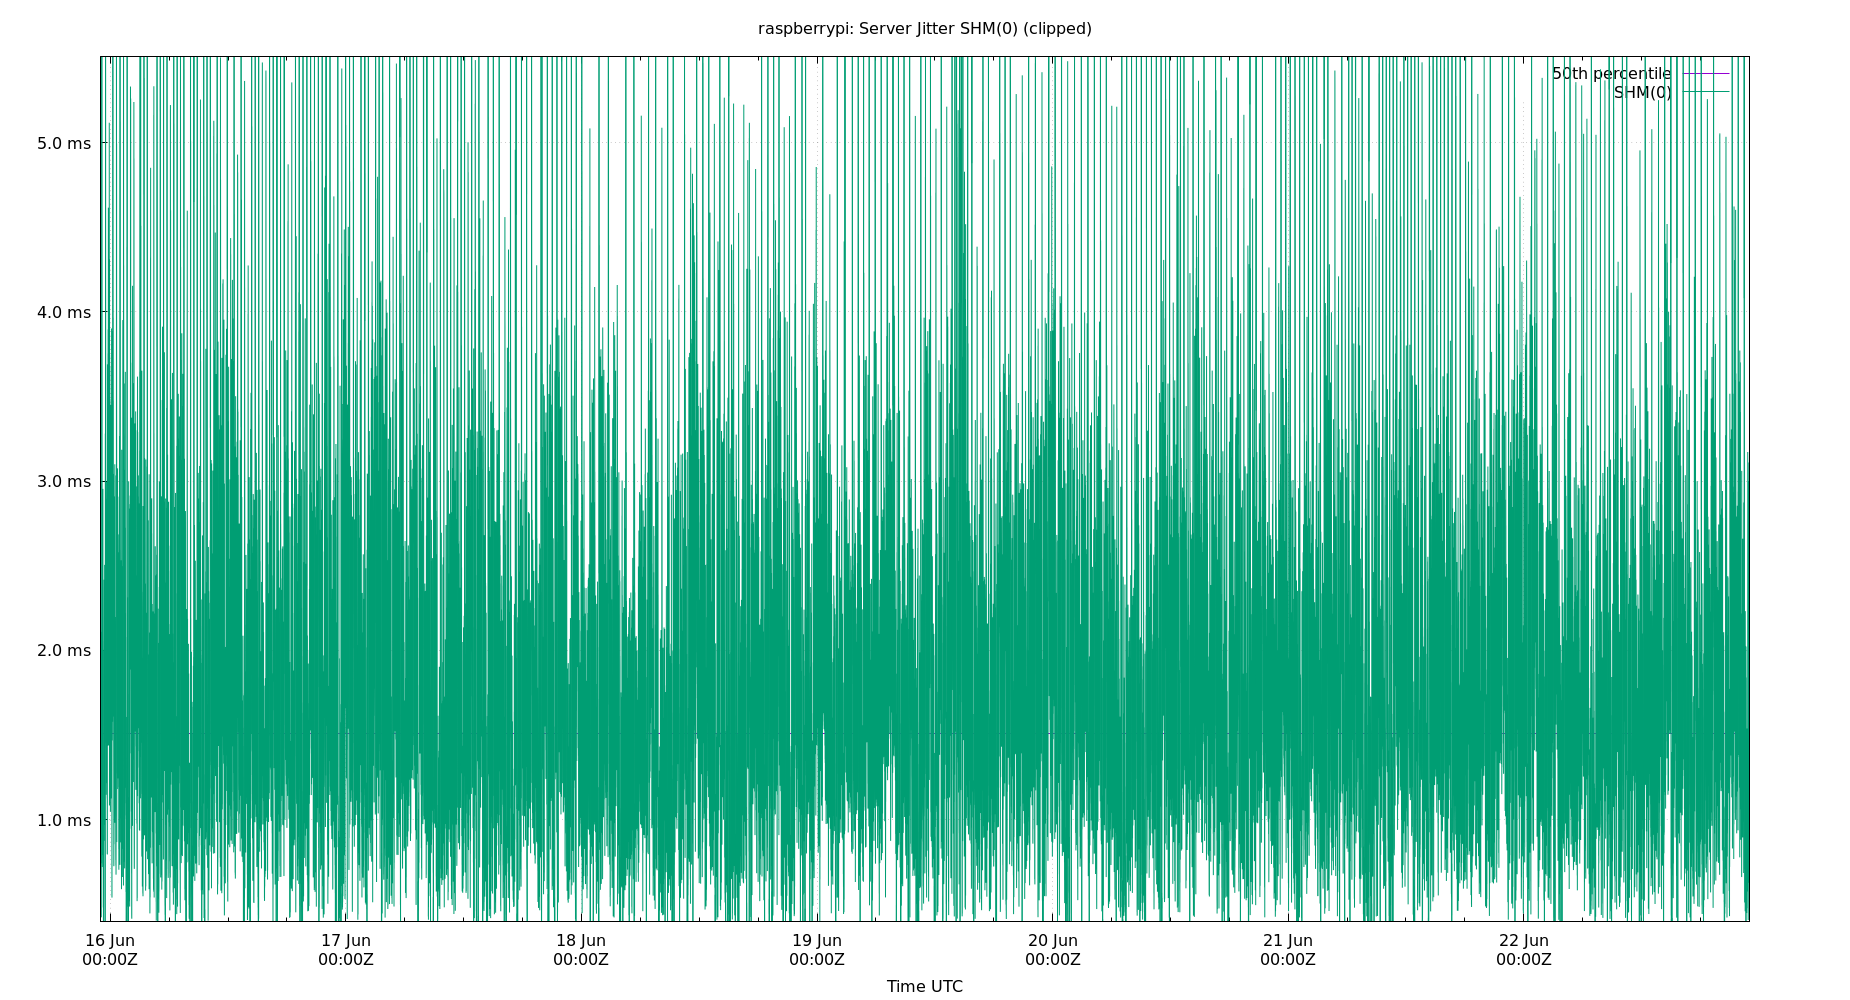 raspberrypi: Server Jitter SHM(0) (clipped)
50th percentile
SHM(0)
5.0 ms
4.0 ms
3.0 ms
2.0 ms
1.0 ms
16 Jun 17 Jun 18 Jun 19 Jun 20 Jun 21 Jun 22 Jun
00:00Z 00:00Z 00:00Z 00:00Z 00:00Z 00:00Z 00:00Z
Time UTC